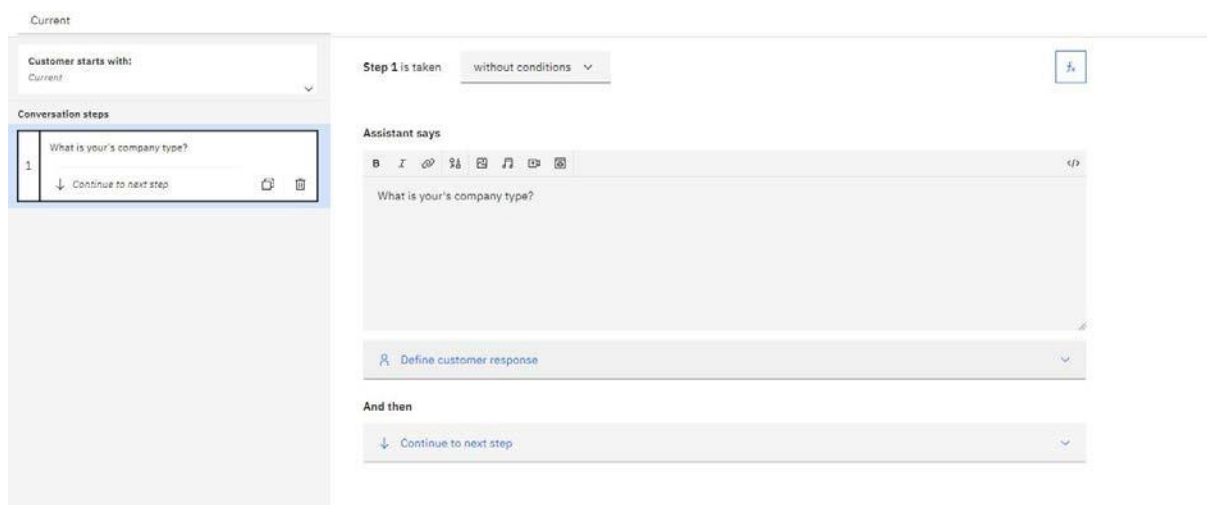 Current
Customer starts with:
Current
Conversation steps
1
What is your's company type?
Continue to next step
Step 1 is taken
without conditions
fx
Assistant says
B I </>
What is your's company type?
Define customer response
And then
Continue to next step